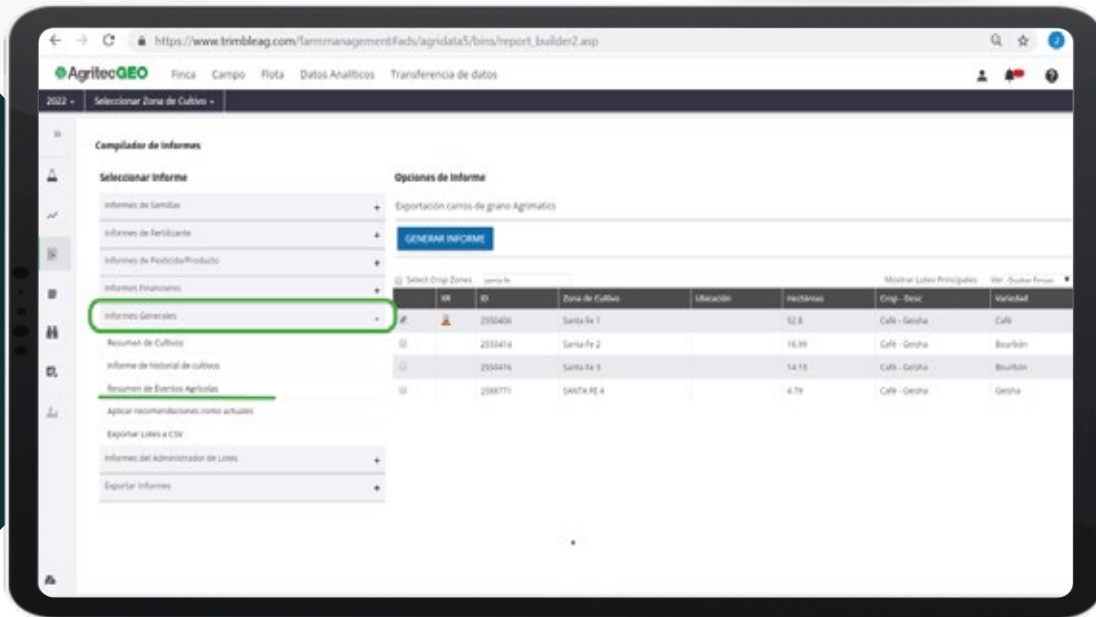 https://www.trimbleag.com/farmmanagement#ads/agridata5/bins/report_builder2.asp
AgritecGEO Finca Campo Flota Datos Analíticos Transferencia de datos
2022 Seleccionar Zona de Cultivo
Compilador de Informes
Seleccionar Informe
Opciones de Informe
Informes de Semillas +
Exportación carros de grano Agrimatics
Informes de Fertilizante +
GENERAR INFORME
Informes de Pesticida/Producto +
Informes Financieros +
Select Crop Zones santa fe Mostrar Lotes Principales Ver
ID Zona de Cultivo Ubicación Hectáreas Crop - Desc Variedad
Informes Generales -
2550406 Santa Fe 1 52.8 Café - Geisha Café
Resumen de Cultivos
2550414 Santa Fe 2 18.99 Café - Geisha Bourbón
Informe de historial de cultivos
2550416 Santa Fe 3 14.13 Café - Geisha Bourbón
Resumen de Eventos Agrícolas
2588771 SANTA FE 4 4.79 Café - Geisha Geisha
Aplicar recomendaciones como actuales
Exportar Lotes a CSV
Informes del Administrador de Lotes +
Exportar Informes +